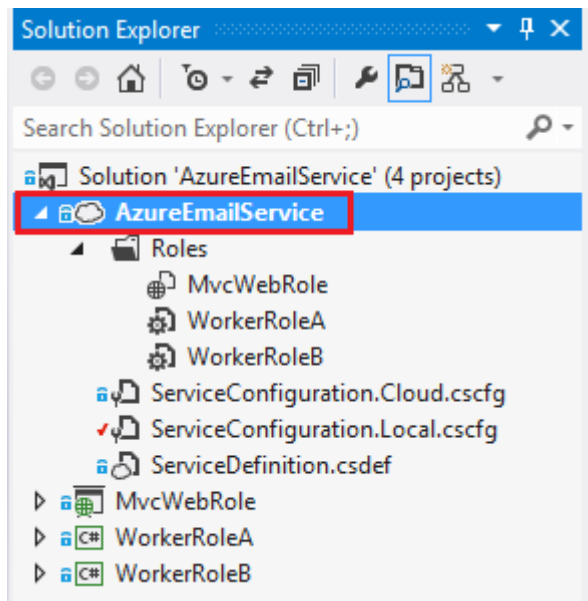 Solution Explorer
Search Solution Explorer (Ctrl+;)
Solution 'AzureEmailService' (4 projects)
AzureEmailService
Roles
MvcWebRole
WorkerRoleA
WorkerRoleB
ServiceConfiguration.Cloud.cscfg
ServiceConfiguration.Local.cscfg
ServiceDefinition.csdef
MvcWebRole
C# WorkerRoleA
C# WorkerRoleB